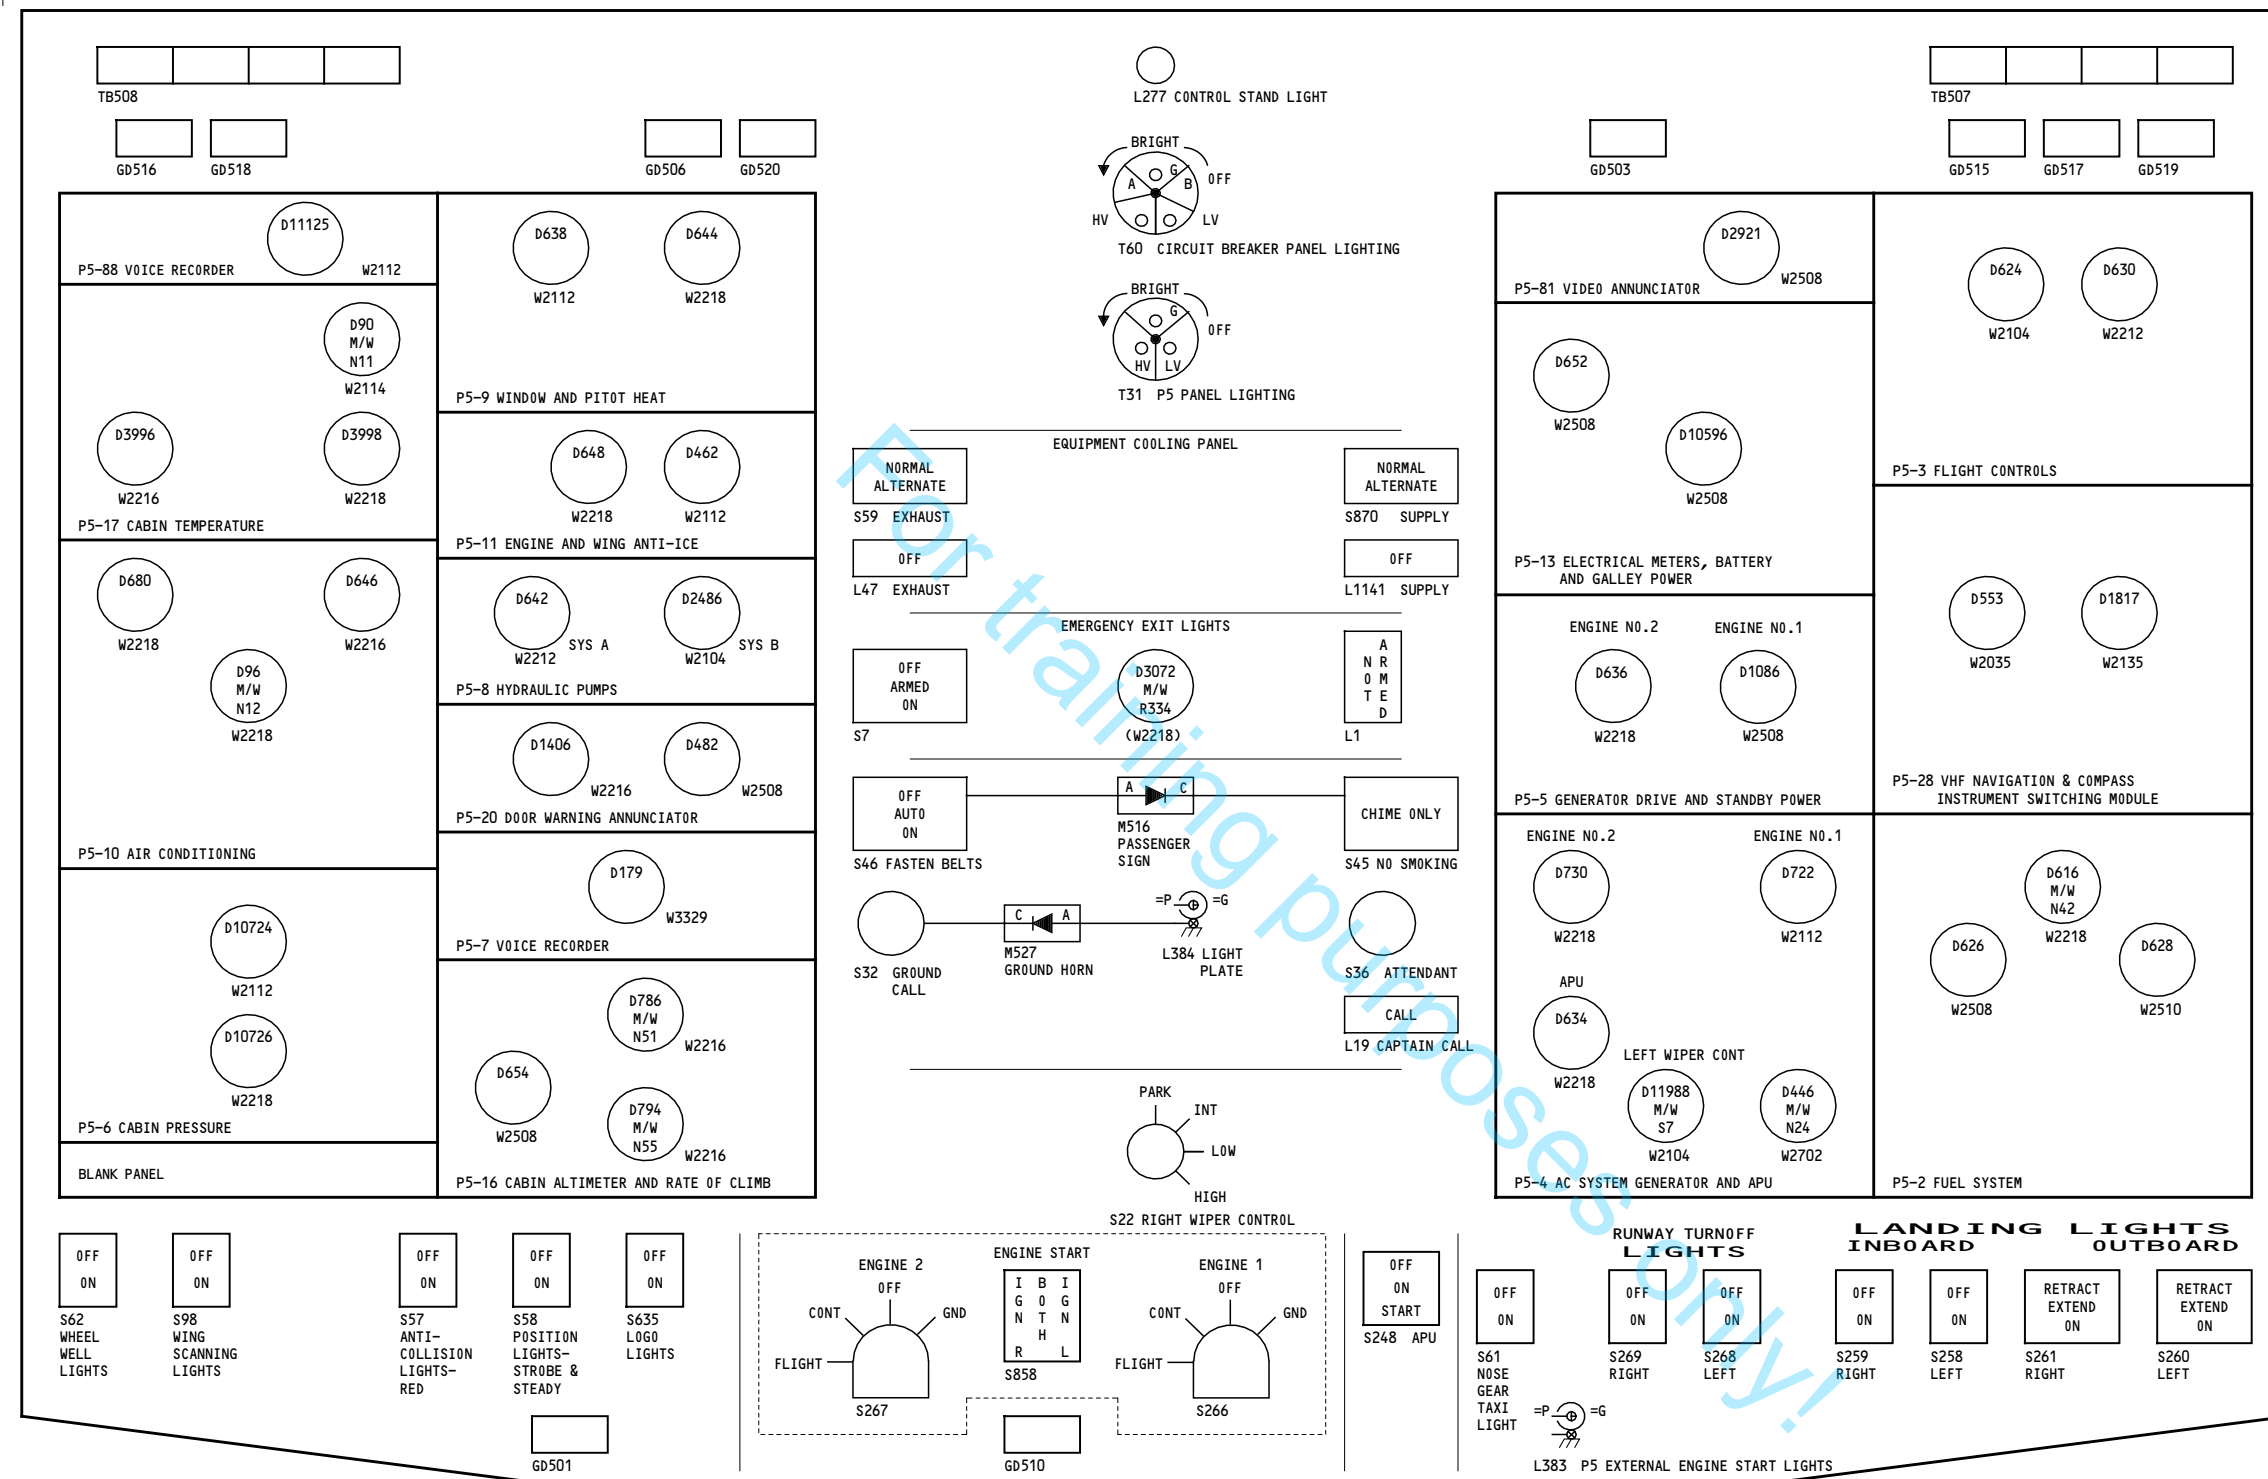 TB508
L277 CONTROL STAND LIGHT
TB507
GD516
GD518
GD506
GD520
GD503
GD515
GD517
GD519
D11125
P5-88 VOICE RECORDER
W2112
D90
M/W
N11
W2114
D3996
W2216
D3998
W2218
P5-17 CABIN TEMPERATURE
D680
W2218
D646
W2216
D96
M/W
N12
W2218
P5-10 AIR CONDITIONING
D10724
W2112
D10726
W2218
P5-6 CABIN PRESSURE
BLANK PANEL
D638
W2112
D644
W2218
P5-9 WINDOW AND PITOT HEAT
D648
W2218
D462
W2112
P5-11 ENGINE AND WING ANTI-ICE
D642
W2212
SYS A
D2486
W2104
SYS B
P5-8 HYDRAULIC PUMPS
D1406
W2216
D482
W2508
P5-20 DOOR WARNING ANNUNCIATOR
D179
W3329
P5-7 VOICE RECORDER
D786
M/W
N51
W2216
D654
W2508
D794
M/W
N55
W2216
P5-16 CABIN ALTIMETER AND RATE OF CLIMB
BRIGHT
A
G
B
OFF
HV
LV
T60 CIRCUIT BREAKER PANEL LIGHTING
BRIGHT
G
OFF
HV
LV
T31 P5 PANEL LIGHTING
EQUIPMENT COOLING PANEL
NORMAL
ALTERNATE
S59 EXHAUST
NORMAL
ALTERNATE
S870 SUPPLY
OFF
L47 EXHAUST
OFF
L1141 SUPPLY
EMERGENCY EXIT LIGHTS
OFF
ARMED
ON
S7
D3072
M/W
R334
(W2218)
NOT
ARMED
L1
OFF
AUTO
ON
S46 FASTEN BELTS
A
C
M516
PASSENGER
SIGN
CHIME ONLY
S45 NO SMOKING
S32 GROUND
CALL
C
A
M527
GROUND HORN
=P
=G
L384 LIGHT
PLATE
S36 ATTENDANT
CALL
L19 CAPTAIN CALL
PARK
INT
LOW
HIGH
S22 RIGHT WIPER CONTROL
D2921
P5-81 VIDEO ANNUNCIATOR
W2508
D652
W2508
D10596
W2508
P5-13 ELECTRICAL METERS, BATTERY
AND GALLEY POWER
ENGINE NO.2
ENGINE NO.1
D636
W2218
D1086
W2508
P5-5 GENERATOR DRIVE AND STANDBY POWER
ENGINE NO.2
ENGINE NO.1
D730
W2218
D722
W2112
APU
D634
W2218
LEFT WIPER CONT
D11988
M/W
S7
W2104
D446
M/W
N24
W2702
P5-4 AC SYSTEM GENERATOR AND APU
D624
W2104
D630
W2212
P5-3 FLIGHT CONTROLS
D553
W2035
D1817
W2135
P5-28 VHF NAVIGATION & COMPASS
INSTRUMENT SWITCHING MODULE
D616
M/W
N42
W2218
D626
W2508
D628
W2510
P5-2 FUEL SYSTEM
OFF
ON
S62
WHEEL
WELL
LIGHTS
OFF
ON
S98
WING
SCANNING
LIGHTS
OFF
ON
S57
ANTI-
COLLISION
LIGHTS-
RED
OFF
ON
S58
POSITION
LIGHTS-
STROBE &
STEADY
OFF
ON
S635
LOGO
LIGHTS
GD501
ENGINE 2
OFF
CONT
GND
FLIGHT
S267
ENGINE START
IGN R
BOTH
IGN L
S858
ENGINE 1
OFF
CONT
GND
FLIGHT
S266
GD510
OFF
ON
START
S248 APU
OFF
ON
S61
NOSE
GEAR
TAXI
LIGHT
RUNWAY TURNOFF
LIGHTS
OFF
ON
S269
RIGHT
OFF
ON
S268
LEFT
LANDING LIGHTS
INBOARD
OUTBOARD
OFF
ON
S259
RIGHT
OFF
ON
S258
LEFT
RETRACT
EXTEND
ON
S261
RIGHT
RETRACT
EXTEND
ON
S260
LEFT
=P
=G
L383 P5 EXTERNAL ENGINE START LIGHTS
For training purposes only!